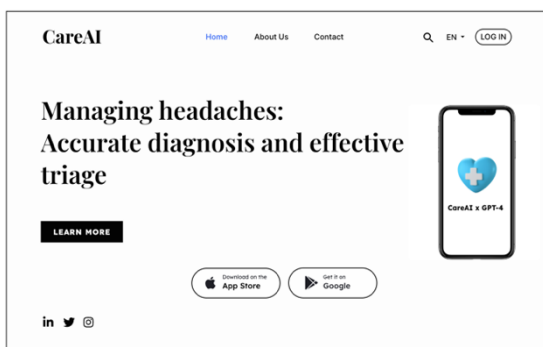 CareAI
Home About Us Contact
EN
LOG IN
Managing headaches:
Accurate diagnosis and effective
triage
CareAI x GPT-4
LEARN MORE
Download on the
App Store
Get it on
Google
in